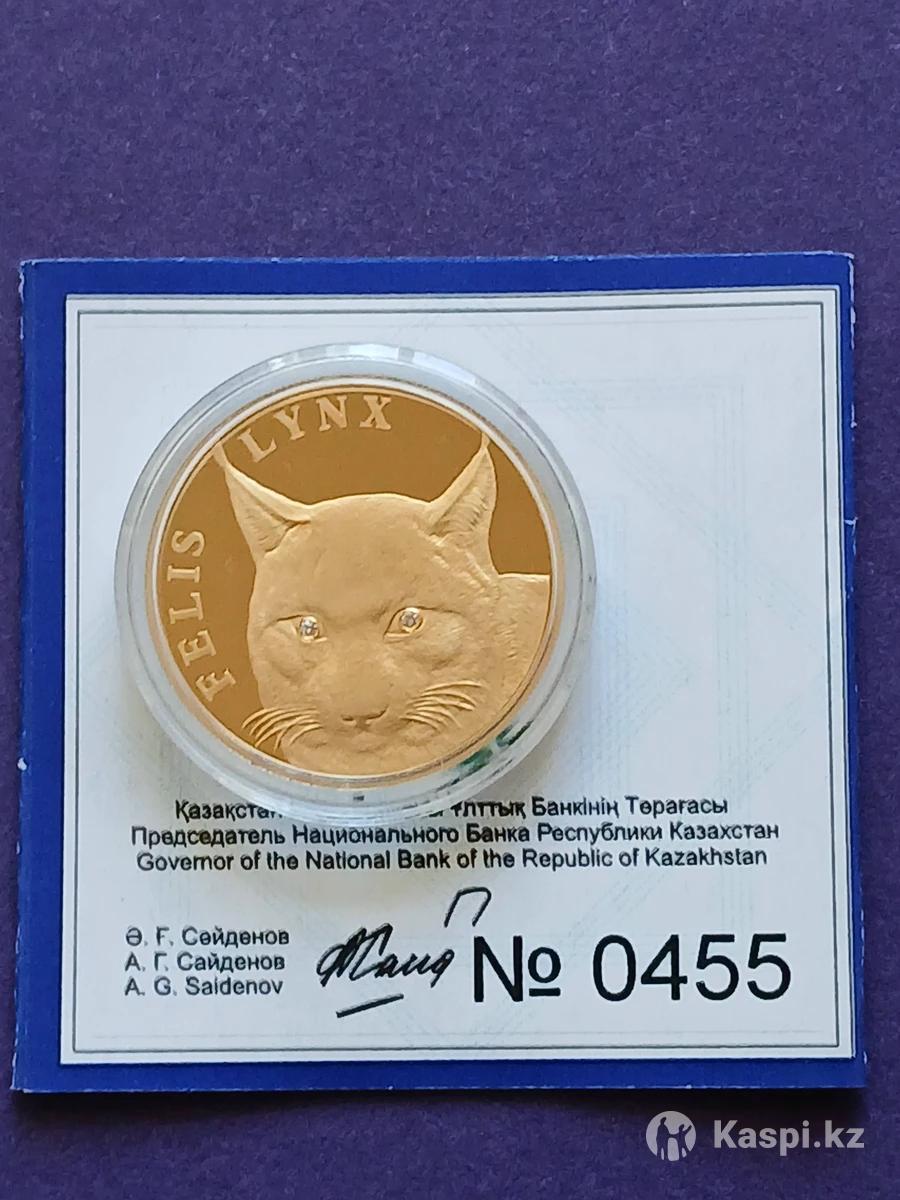 FELIS LYNX
Қазақстан Ұлттық Банкінің Төрағасы
Председатель Национального Банка Республики Казахстан
Governor of the National Bank of the Republic of Kazakhstan
Ә. Ғ. Сәйденов
А. Г. Сайденов
A. G. Saidenov
№ 0455
Kaspi.kz